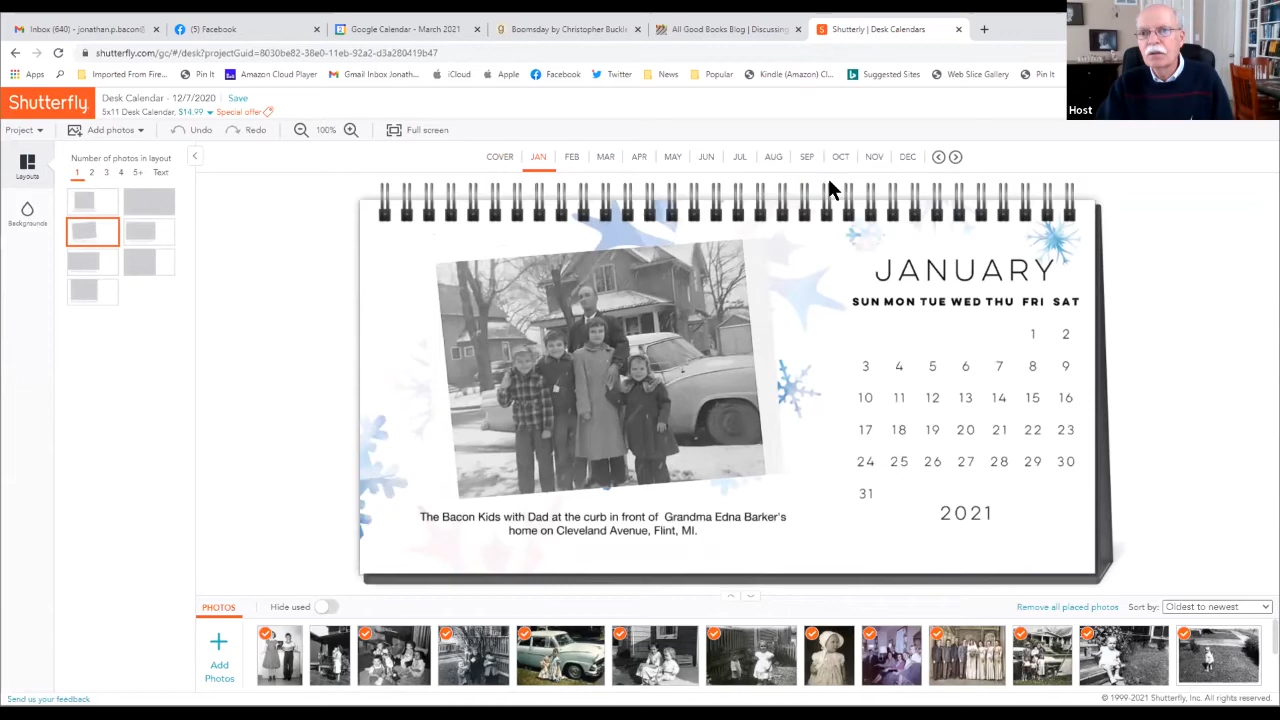 Inbox (640) - jonathan.p.bacon@
(5) Facebook
Google Calendar - March 2021
Boomsday by Christopher Buckle
All Good Books Blog | Discussing
Shutterly | Desk Calendars
shutterfly.com/gc/#/desk?projectGuid=8030be82-38e0-11eb-92a2-d3a280419b47
Apps
Imported From Fire...
Pin It
Amazon Cloud Player
Gmail Inbox Jonath...
iCloud
Apple
Facebook
Twitter
News
Popular
Kindle (Amazon) Cl...
Suggested Sites
Web Slice Gallery
Pin It
Host
Shutterfly
Desk Calendar - 12/7/2020 Save
5x11 Desk Calendar, $14.99 Special offer
Project
Add photos
Undo
Redo
100%
Full screen
Layouts
Backgrounds
Number of photos in layout
1 2 3 4 5+ Text
COVER JAN FEB MAR APR MAY JUN JUL AUG SEP OCT NOV DEC
JANUARY
SUN MON TUE WED THU FRI SAT
1 2
3 4 5 6 7 8 9
10 11 12 13 14 15 16
17 18 19 20 21 22 23
24 25 26 27 28 29 30
31
2021
The Bacon Kids with Dad at the curb in front of Grandma Edna Barker's
home on Cleveland Avenue, Flint, MI.
PHOTOS
Hide used
Remove all placed photos
Sort by: Oldest to newest
Add
Photos
Send us your feedback
© 1999-2021 Shutterfly, Inc. All rights reserved.